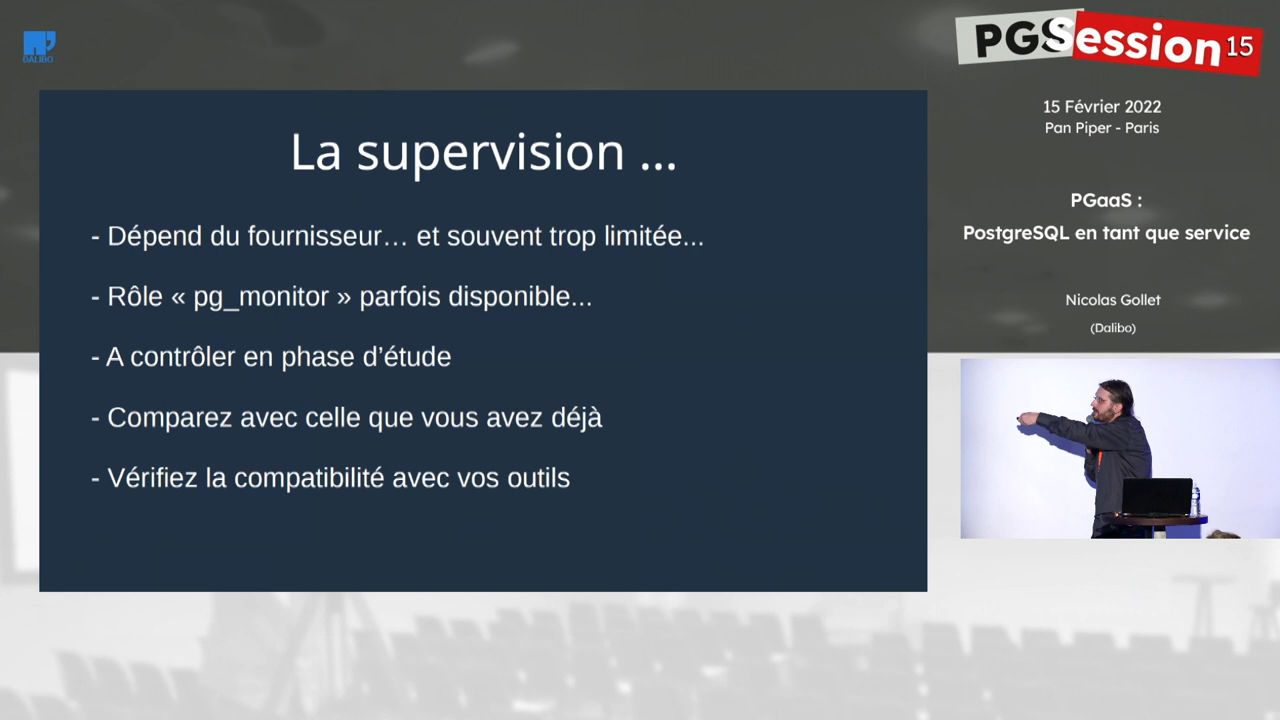 DALIBO
PGSession 15
15 Février 2022
Pan Piper - Paris
PGaaS :
PostgreSQL en tant que service
Nicolas Gollet
(Dalibo)
La supervision ...
- Dépend du fournisseur… et souvent trop limitée...
- Rôle « pg_monitor » parfois disponible...
- A contrôler en phase d’étude
- Comparez avec celle que vous avez déjà
- Vérifiez la compatibilité avec vos outils